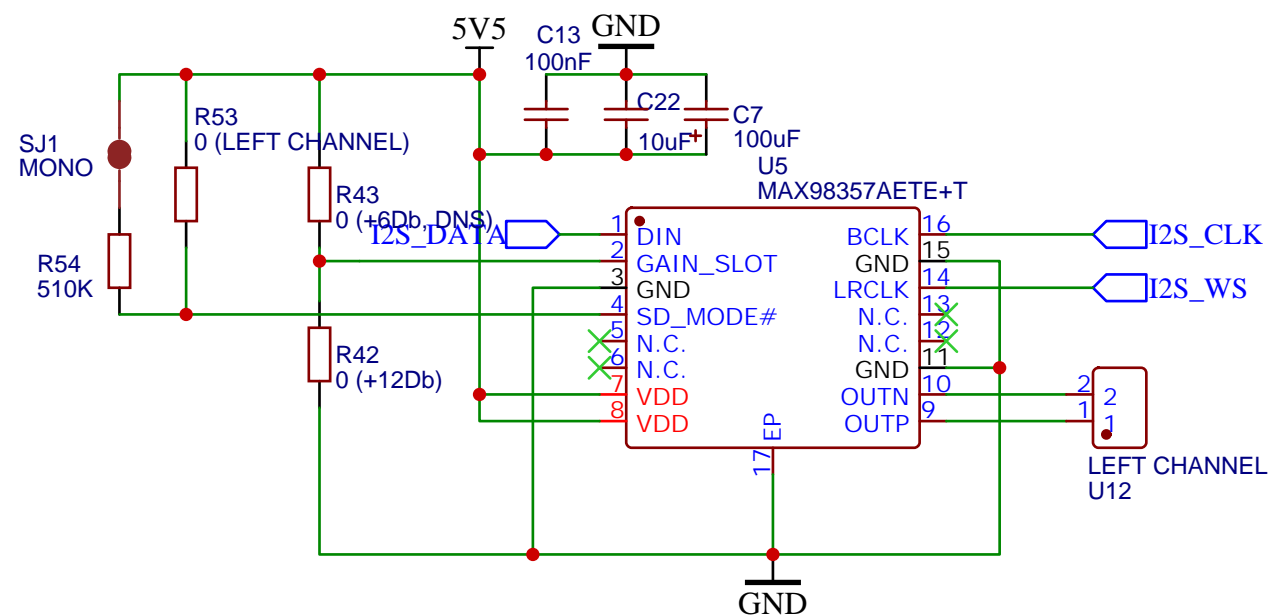 5V5
C13
100nF
GND
C22
10uF
C7
100uF
+
R53
0 (LEFT CHANNEL)
SJ1
MONO
R43
0 (+6Db, DNS)
R54
510K
R42
0 (+12Db)
U5
MAX98357AETE+T
I2S_DATA
1 DIN
2 GAIN_SLOT
3 GND
4 SD_MODE#
5 N.C.
6 N.C.
7 VDD
8 VDD
BCLK 16
GND 15
LRCLK 14
N.C. 13
N.C. 12
GND 11
OUTN 10
OUTP 9
EP 17
I2S_CLK
I2S_WS
2 2
1 1
LEFT CHANNEL
U12
GND